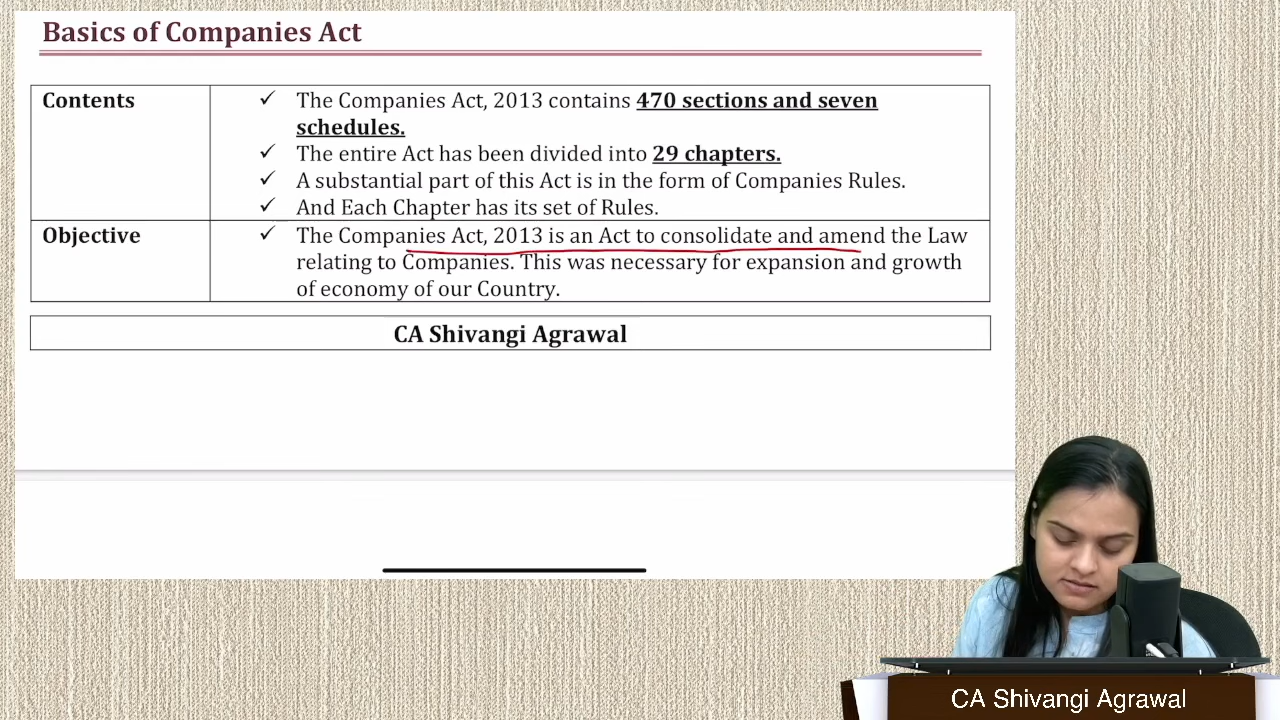 Basics of Companies Act
Contents
✓ The Companies Act, 2013 contains 470 sections and seven
schedules.
✓ The entire Act has been divided into 29 chapters.
✓ A substantial part of this Act is in the form of Companies Rules.
✓ And Each Chapter has its set of Rules.
Objective
✓ The Companies Act, 2013 is an Act to consolidate and amend the Law
relating to Companies. This was necessary for expansion and growth
of economy of our Country.
CA Shivangi Agrawal
CA Shivangi Agrawal